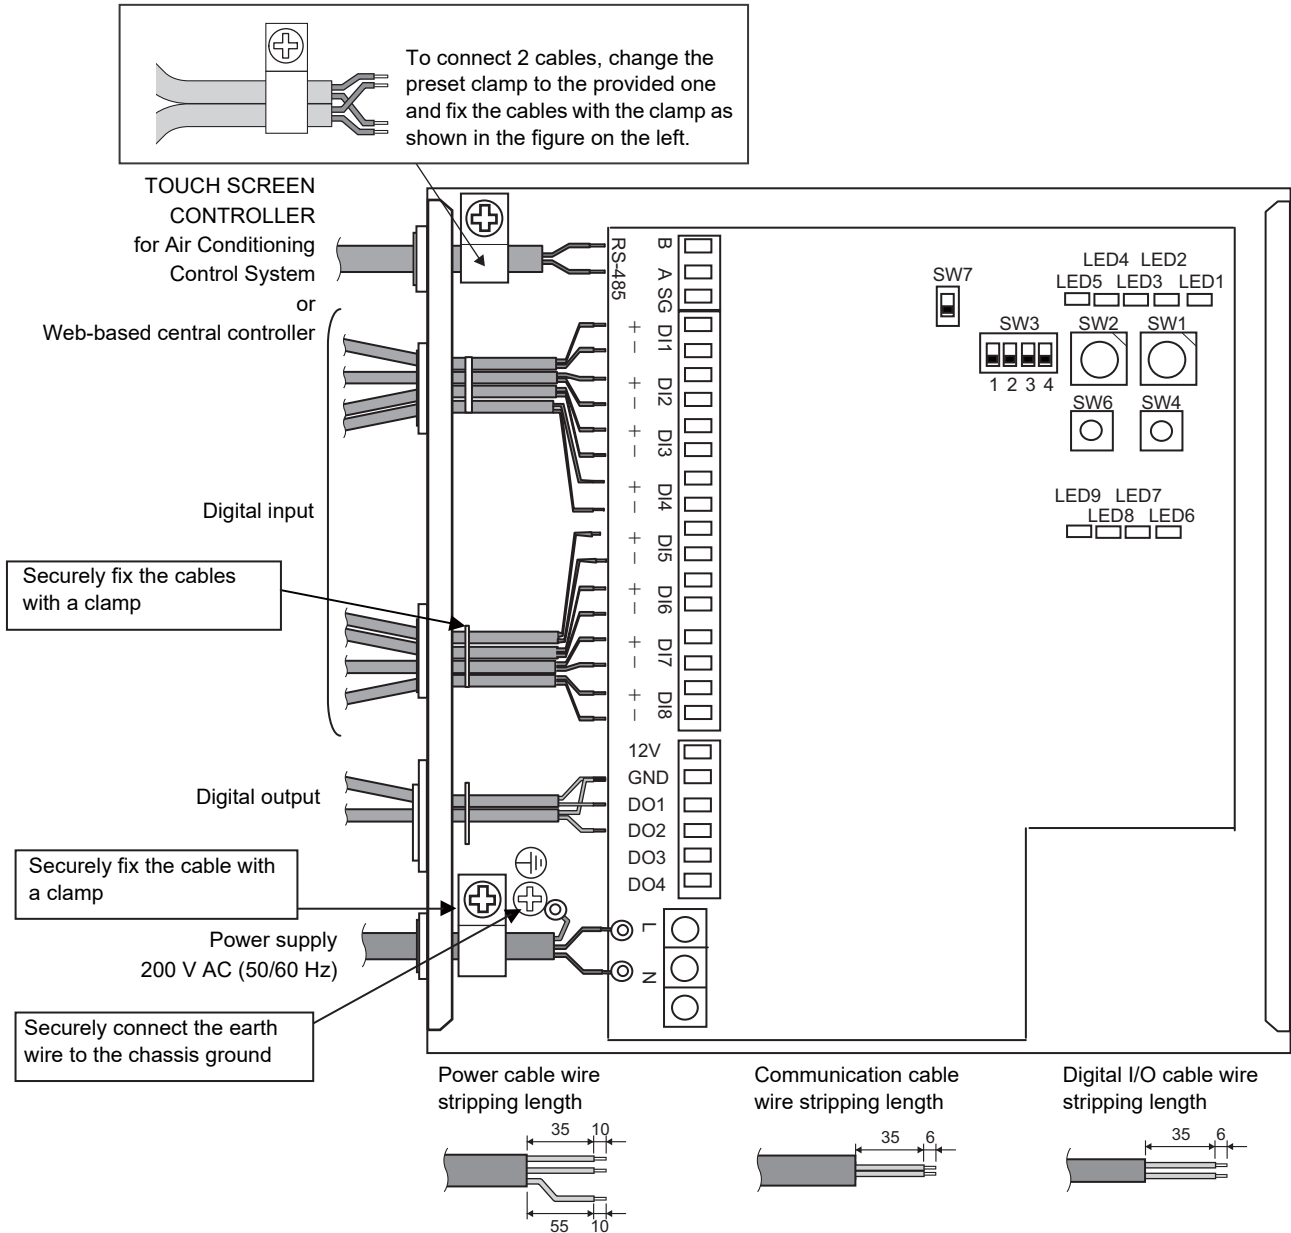 To connect 2 cables, change the
preset clamp to the provided one
and fix the cables with the clamp as
shown in the figure on the left.
TOUCH SCREEN
CONTROLLER
for Air Conditioning
Control System
or
Web-based central controller
RS-485
B
A
SG
+
−
DI1
+
−
DI2
+
−
DI3
+
−
DI4
+
−
DI5
+
−
DI6
+
−
DI7
+
−
DI8
Digital input
Securely fix the cables
with a clamp
12V
GND
DO1
DO2
DO3
DO4
Digital output
Securely fix the cable with
a clamp
Power supply
200 V AC (50/60 Hz)
L
N
Securely connect the earth
wire to the chassis ground
SW7
LED4 LED2
LED5 LED3 LED1
SW3 SW2 SW1
1 2 3 4
SW6 SW4
LED9 LED7
LED8 LED6
Power cable wire
stripping length
35 10
55 10
Communication cable
wire stripping length
35 6
Digital I/O cable wire
stripping length
35 6